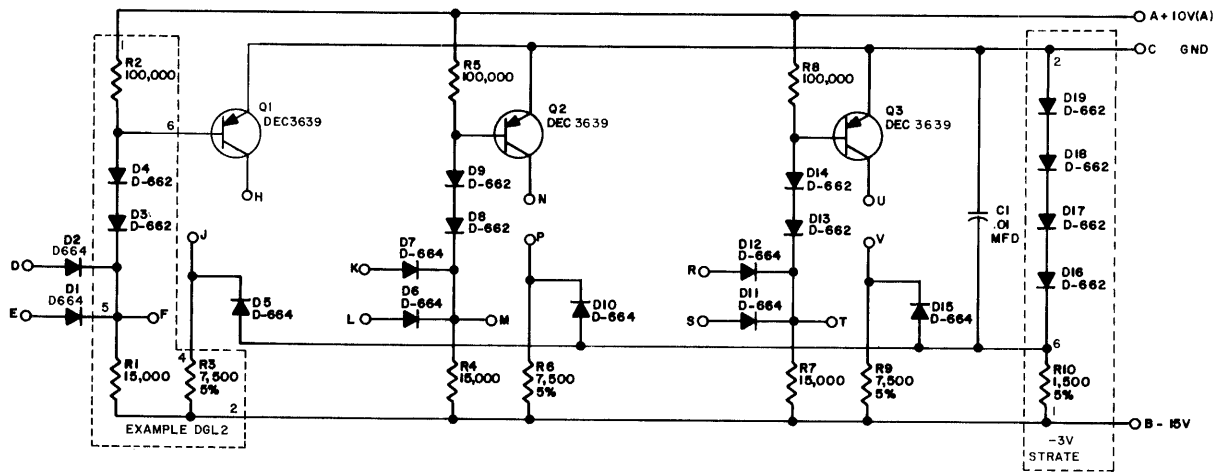 A+10V(A)
C GND
R2
100,000
1
R5
100,000
R8
100,000
2
Q1
DEC3639
Q2
DEC 3639
Q3
DEC 3639
6
D19
D-662
D4
D-662
D9
D-662
D14
D-662
D18
D-662
H
N
U
D3
D-662
D8
D-662
D13
D-662
C1
.01
MFD
D17
D-662
J
P
V
D2
D664
D
D7
D-664
K
D12
D-664
R
D16
D-662
D1
D664
E
5
F
D5
D-664
D6
D-664
L
M
D10
D-664
D11
D-664
S
T
D15
D-664
6
R1
15,000
4
R3
7,500
5%
R4
15,000
R6
7,500
5%
R7
15,000
R9
7,500
5%
R10
1,500
5%
2
1
B-15V
EXAMPLE DGL2
-3V
STRATE